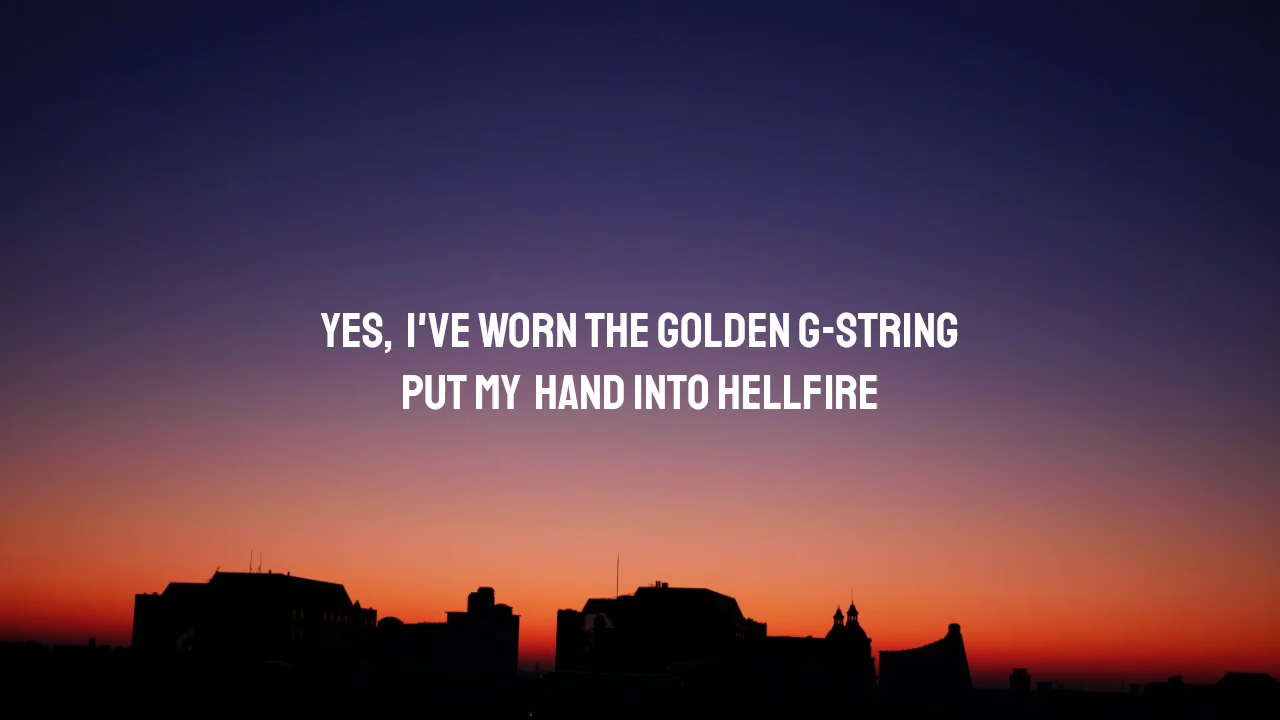 YES, I'VE WORN THE GOLDEN G-STRING
PUT MY HAND INTO HELLFIRE